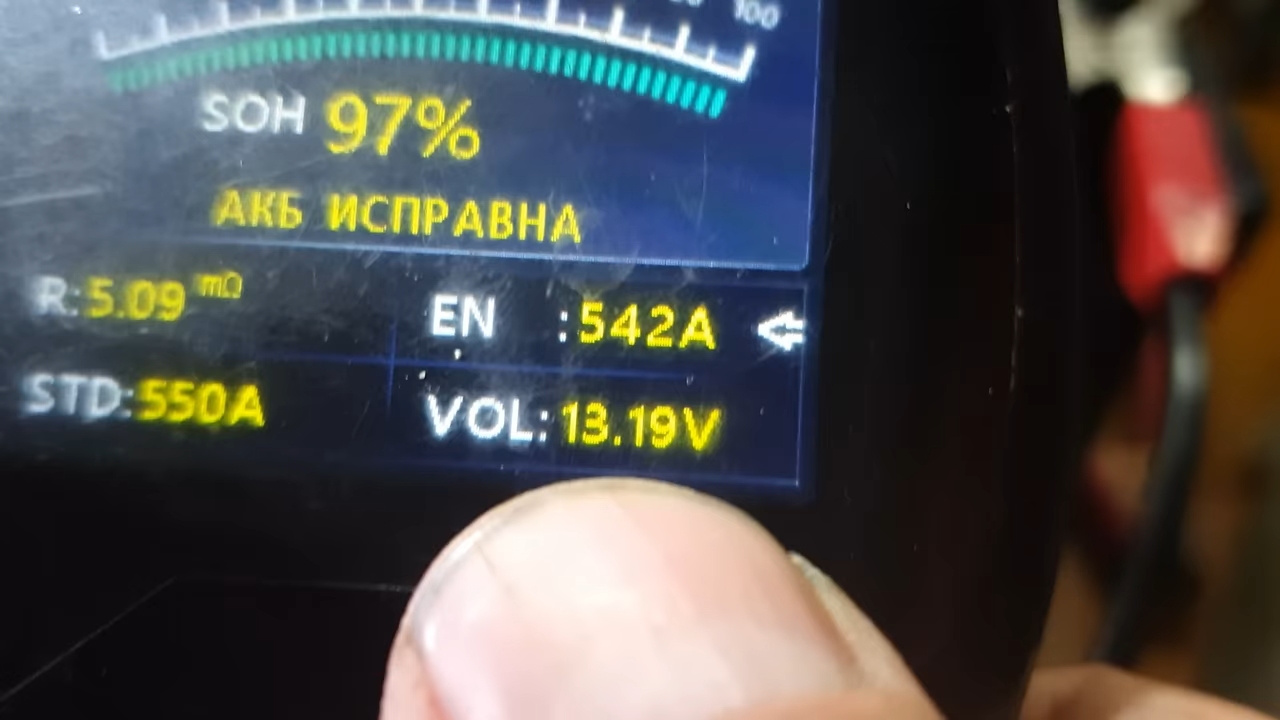 100
SOH 97%
АКБ ИСПРАВНА
R:5.09 mΩ
EN :542A
STD:550A
VOL:13.19V